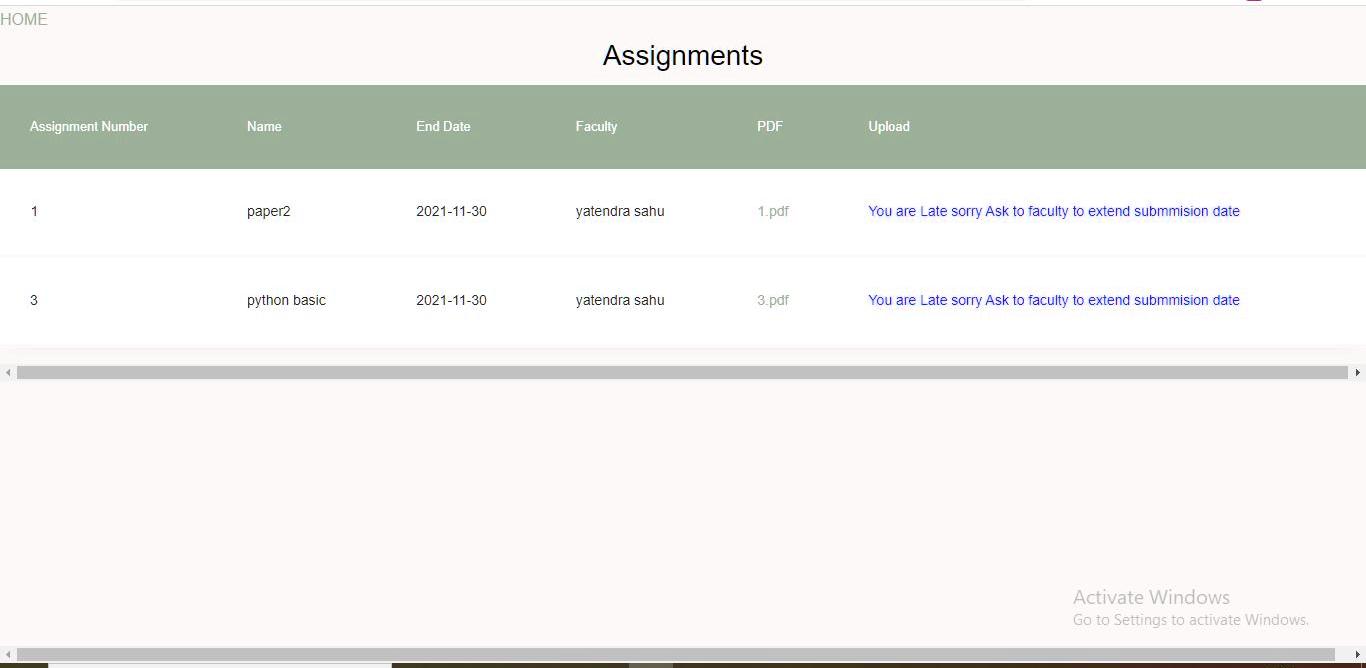 HOME
Assignments
Assignment Number Name End Date Faculty PDF Upload
1 paper2 2021-11-30 yatendra sahu 1.pdf You are Late sorry Ask to faculty to extend submmision date
3 python basic 2021-11-30 yatendra sahu 3.pdf You are Late sorry Ask to faculty to extend submmision date
Activate Windows
Go to Settings to activate Windows.